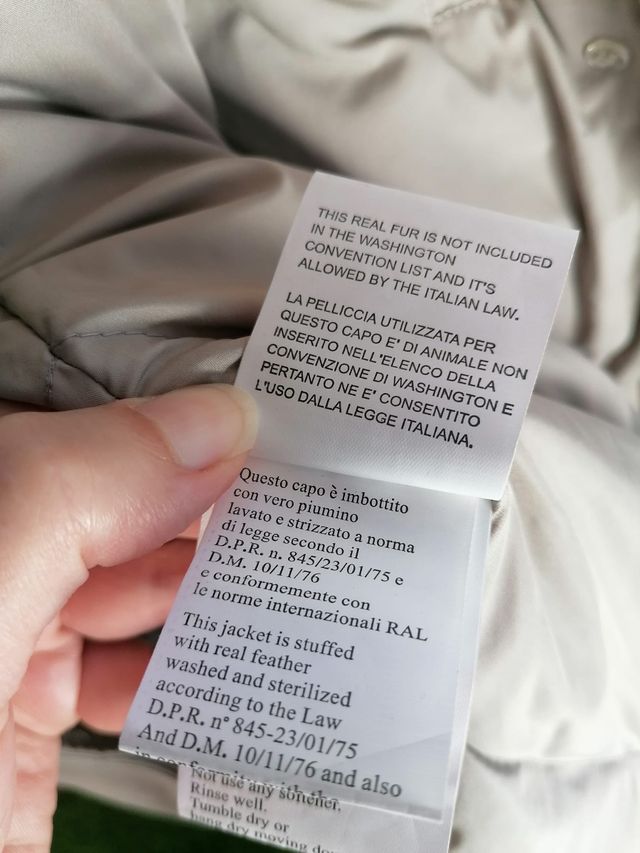 THIS REAL FUR IS NOT INCLUDED
IN THE WASHINGTON
CONVENTION LIST AND IT'S
ALLOWED BY THE ITALIAN LAW.
LA PELLICCIA UTILIZZATA PER
QUESTO CAPO E' DI ANIMALE NON
INSERITO NELL'ELENCO DELLA
CONVENZIONE DI WASHINGTON E
PERTANTO NE E' CONSENTITO
L'USO DALLA LEGGE ITALIANA.
Questo capo è imbottito
con vero piumino
lavato e strizzato a norma
di legge secondo il
D.P.R. n. 845/23/01/75 e
D.M. 10/11/76
e conformemente con
le norme internazionali RAL
This jacket is stuffed
with real feather
washed and sterilized
according to the Law
D.P.R. n° 845-23/01/75
And D.M. 10/11/76 and also
Not use any softener.
Rinse well.
Tumble dry or
hang dry moving